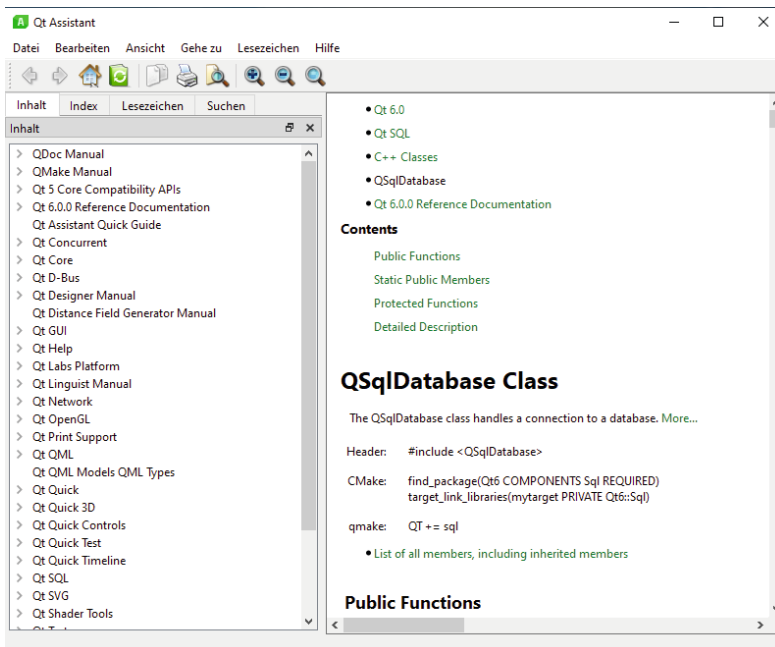 Qt Assistant
Datei Bearbeiten Ansicht Gehe zu Lesezeichen Hilfe
Inhalt Index Lesezeichen Suchen
Inhalt
QDoc Manual
QMake Manual
Qt 5 Core Compatibility APIs
Qt 6.0.0 Reference Documentation
Qt Assistant Quick Guide
Qt Concurrent
Qt Core
Qt D-Bus
Qt Designer Manual
Qt Distance Field Generator Manual
Qt GUI
Qt Help
Qt Labs Platform
Qt Linguist Manual
Qt Network
Qt OpenGL
Qt Print Support
Qt QML
Qt QML Models QML Types
Qt Quick
Qt Quick 3D
Qt Quick Controls
Qt Quick Test
Qt Quick Timeline
Qt SQL
Qt SVG
Qt Shader Tools
• Qt 6.0
• Qt SQL
• C++ Classes
• QSqlDatabase
• Qt 6.0.0 Reference Documentation
Contents
Public Functions
Static Public Members
Protected Functions
Detailed Description
QSqlDatabase Class
The QSqlDatabase class handles a connection to a database. More...
Header: #include <QSqlDatabase>
CMake: find_package(Qt6 COMPONENTS Sql REQUIRED)
target_link_libraries(mytarget PRIVATE Qt6::Sql)
qmake: QT += sql
• List of all members, including inherited members
Public Functions